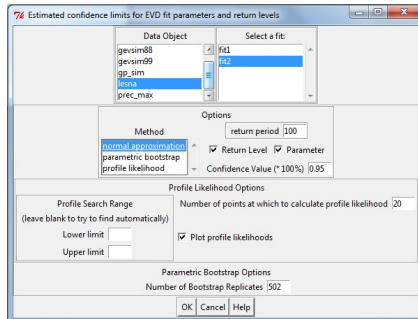 Estimated confidence limits for EVD fit parameters and return levels
Data Object
Select a fit:
gevsim88
gevsim99
gp_sim
lesna
prec_max
fit1
fit2
Options
Method
return period 100
normal approximation
parametric bootstrap
profile likelihood
Return Level
Parameter
Confidence Value (* 100%) 0.95
Profile Likelihood Options
Profile Search Range
(leave blank to try to find automatically)
Lower limit
Upper limit
Number of points at which to calculate profile likelihood 20
Plot profile likelihoods
Parametric Bootstrap Options
Number of Bootstrap Replicates 502
OK Cancel Help